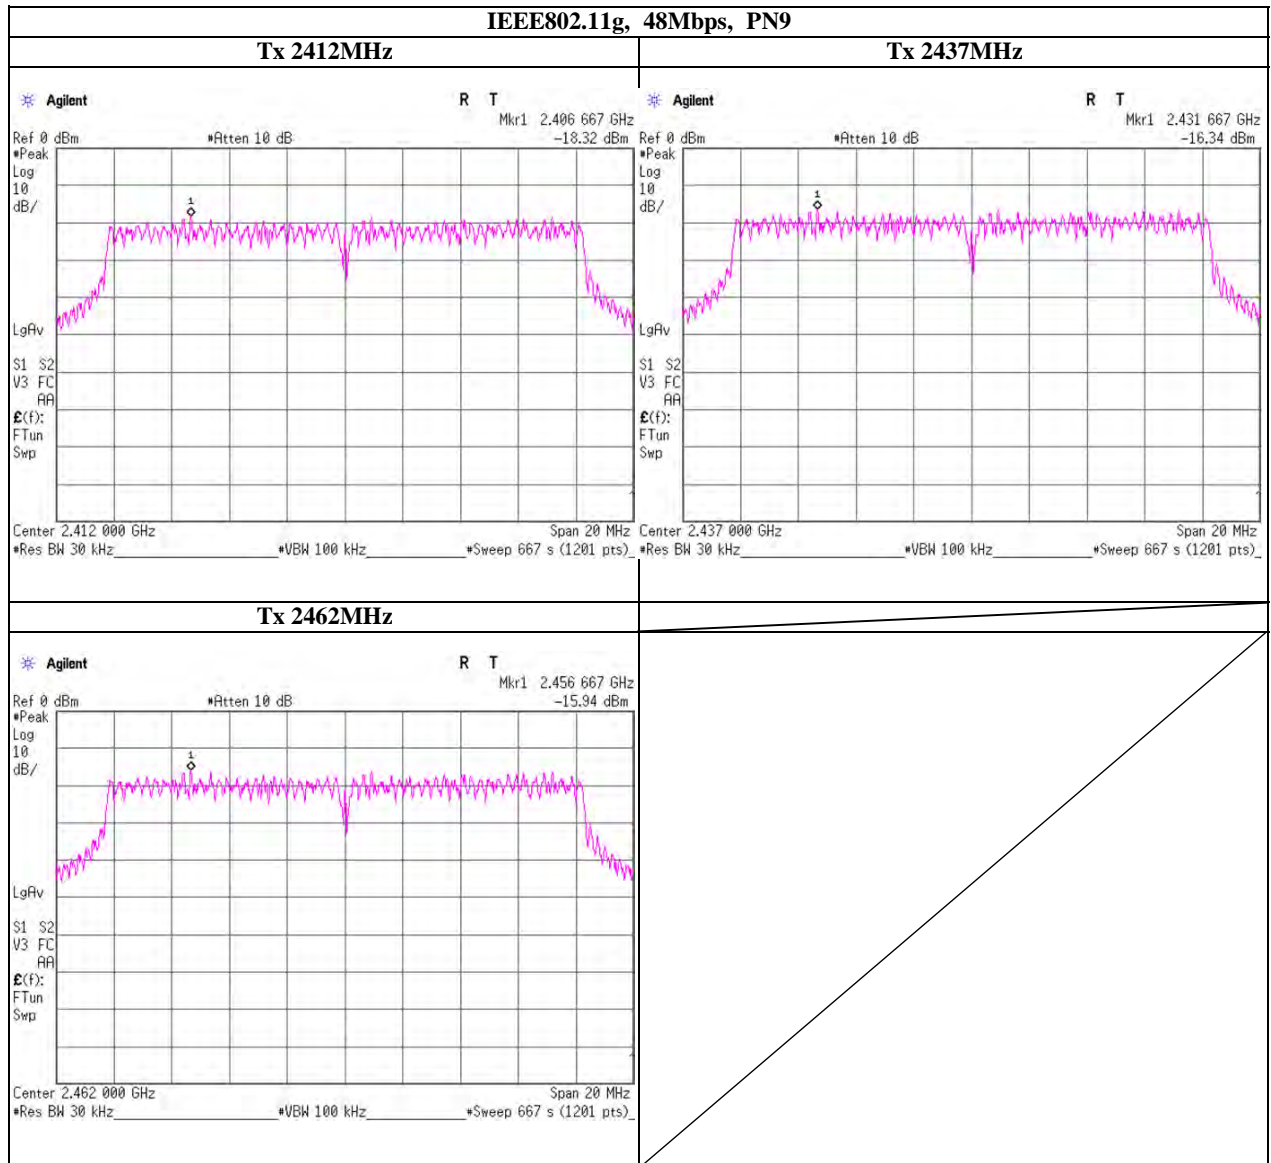 IEEE802.11g, 48Mbps, PN9
Tx 2412MHz
Tx 2437MHz
Agilent
R T
Mkr1 2.406 667 GHz
Ref 0 dBm
#Atten 10 dB
-18.32 dBm
#Peak
Log
10
dB/
1
LgAv
S1 S2
V3 FC
AA
£(f):
FTun
Swp
Center 2.412 000 GHz
Span 20 MHz
#Res BW 30 kHz
#VBW 100 kHz
#Sweep 667 s (1201 pts)
Agilent
R T
Mkr1 2.431 667 GHz
Ref 0 dBm
#Atten 10 dB
-16.34 dBm
#Peak
Log
10
dB/
1
LgAv
S1 S2
V3 FC
AA
£(f):
FTun
Swp
Center 2.437 000 GHz
Span 20 MHz
#Res BW 30 kHz
#VBW 100 kHz
#Sweep 667 s (1201 pts)
Tx 2462MHz
Agilent
R T
Mkr1 2.456 667 GHz
Ref 0 dBm
#Atten 10 dB
-15.94 dBm
#Peak
Log
10
dB/
1
LgAv
S1 S2
V3 FC
AA
£(f):
FTun
Swp
Center 2.462 000 GHz
Span 20 MHz
#Res BW 30 kHz
#VBW 100 kHz
#Sweep 667 s (1201 pts)